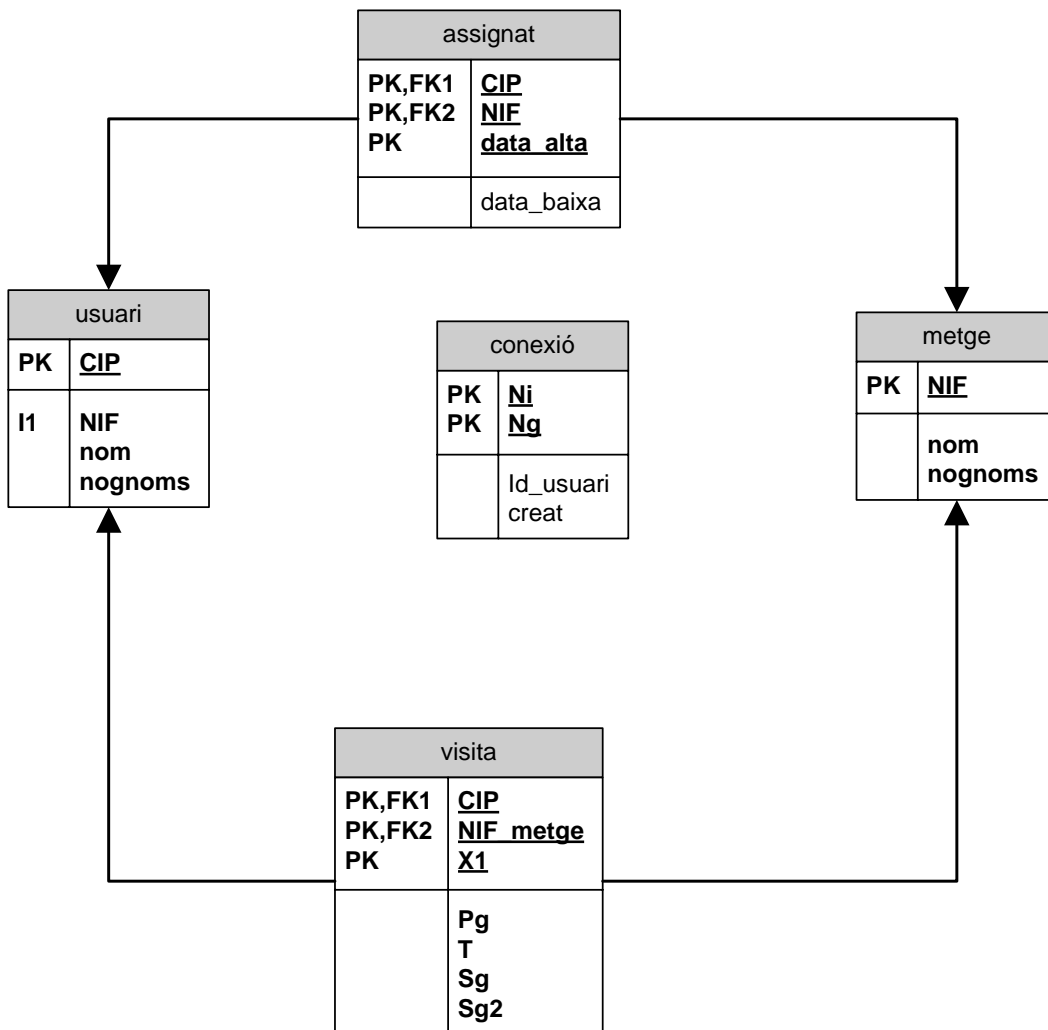 assignat
PK,FK1 CIP
PK,FK2 NIF
PK data_alta
data_baixa
usuari
PK CIP
I1 NIF
nom
nognoms
conexió
PK Ni
PK Ng
Id_usuari
creat
metge
PK NIF
nom
nognoms
visita
PK,FK1 CIP
PK,FK2 NIF_metge
PK X1
Pg
T
Sg
Sg2